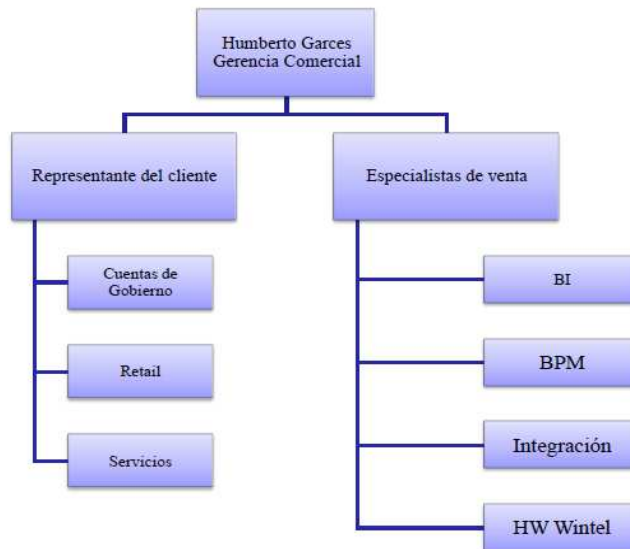 Humberto Garces
Gerencia Comercial
Representante del cliente
Especialistas de venta
Cuentas de
Gobierno
Retail
Servicios
BI
BPM
Integración
HW Wintel